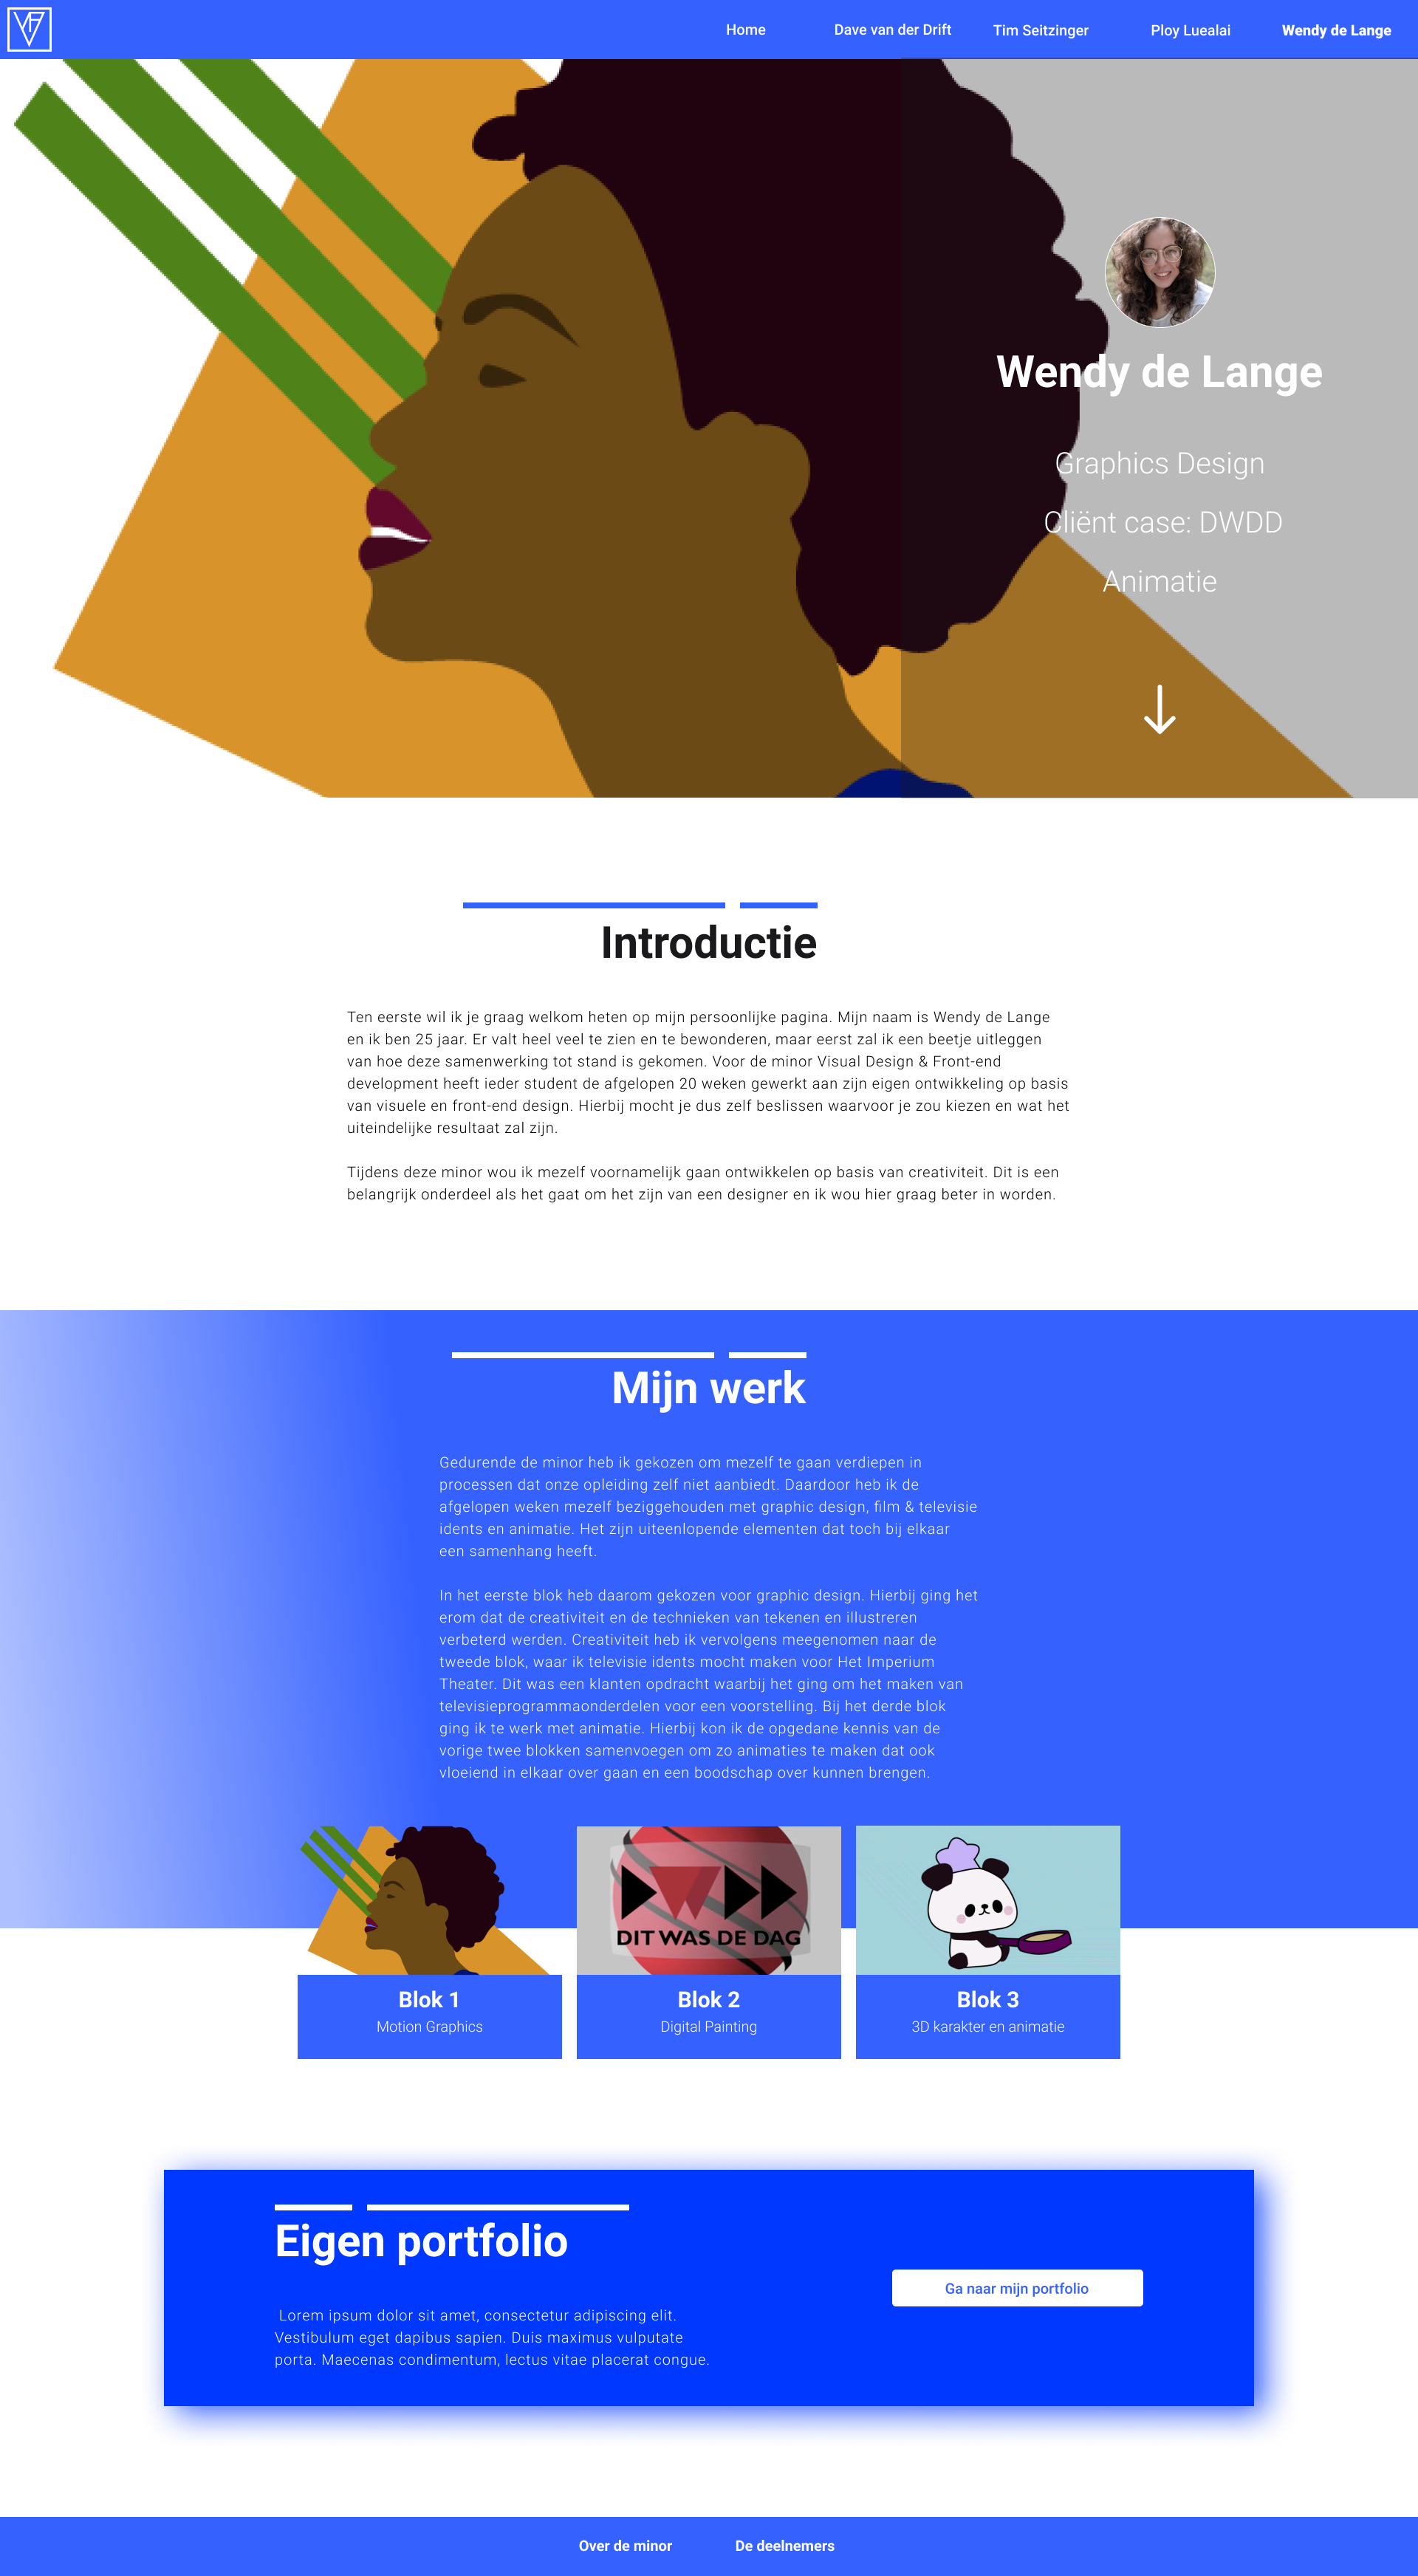 Home Dave van der Drift Tim Seitzinger Ploy Luealai Wendy de Lange
Wendy de Lange
Graphics Design
Cliënt case: DWDD
Animatie
Introductie
Ten eerste wil ik je graag welkom heten op mijn persoonlijke pagina. Mijn naam is Wendy de Lange
en ik ben 25 jaar. Er valt heel veel te zien en te bewonderen, maar eerst zal ik een beetje uitleggen
van hoe deze samenwerking tot stand is gekomen. Voor de minor Visual Design & Front-end
development heeft ieder student de afgelopen 20 weken gewerkt aan zijn eigen ontwikkeling op basis
van visuele en front-end design. Hierbij mocht je dus zelf beslissen waarvoor je zou kiezen en wat het
uiteindelijke resultaat zal zijn.
Tijdens deze minor wou ik mezelf voornamelijk gaan ontwikkelen op basis van creativiteit. Dit is een
belangrijk onderdeel als het gaat om het zijn van een designer en ik wou hier graag beter in worden.
Mijn werk
Gedurende de minor heb ik gekozen om mezelf te gaan verdiepen in
processen dat onze opleiding zelf niet aanbiedt. Daardoor heb ik de
afgelopen weken mezelf beziggehouden met graphic design, film & televisie
idents en animatie. Het zijn uiteenlopende elementen dat toch bij elkaar
een samenhang heeft.
In het eerste blok heb daarom gekozen voor graphic design. Hierbij ging het
erom dat de creativiteit en de technieken van tekenen en illustreren
verbeterd werden. Creativiteit heb ik vervolgens meegenomen naar de
tweede blok, waar ik televisie idents mocht maken voor Het Imperium
Theater. Dit was een klanten opdracht waarbij het ging om het maken van
televisieprogrammaonderdelen voor een voorstelling. Bij het derde blok
ging ik te werk met animatie. Hierbij kon ik de opgedane kennis van de
vorige twee blokken samenvoegen om zo animaties te maken dat ook
vloeiend in elkaar over gaan en een boodschap over kunnen brengen.
DIT WAS DE DAG
Blok 1 Blok 2 Blok 3
Motion Graphics Digital Painting 3D karakter en animatie
Eigen portfolio
Ga naar mijn portfolio
Lorem ipsum dolor sit amet, consectetur adipiscing elit.
Vestibulum eget dapibus sapien. Duis maximus vulputate
porta. Maecenas condimentum, lectus vitae placerat congue.
Over de minor De deelnemers